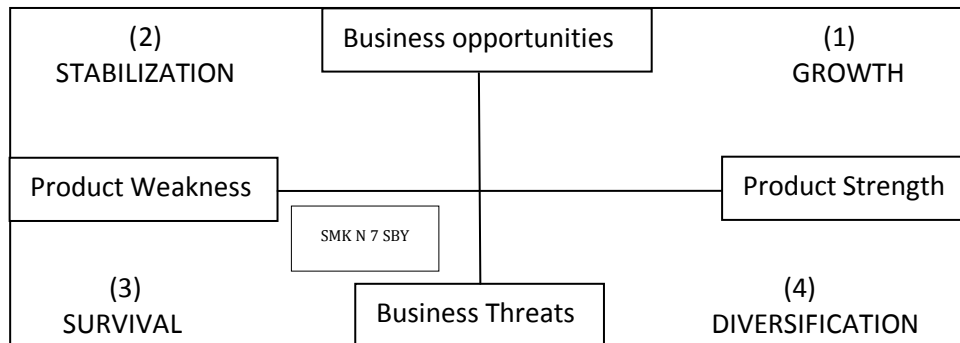 (2)
STABILIZATION
Business opportunities
(1)
GROWTH
Product Weakness
Product Strength
SMK N 7 SBY
(3)
SURVIVAL
Business Threats
(4)
DIVERSIFICATION